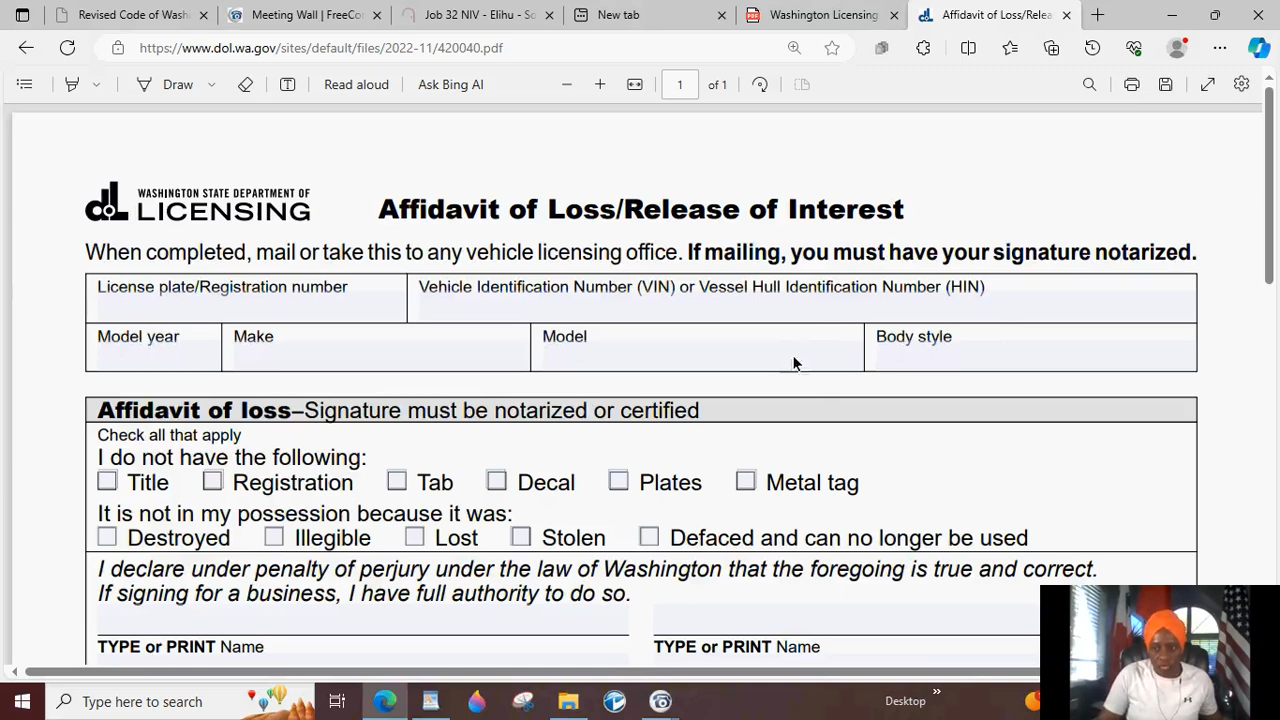 Revised Code of Wash
Meeting Wall | FreeCon
Job 32 NIV - Elihu - So
New tab
Washington Licensing
Affidavit of Loss/Relea
https://www.dol.wa.gov/sites/default/files/2022-11/420040.pdf
Draw
Read aloud
Ask Bing AI
1 of 1
WASHINGTON STATE DEPARTMENT OF
LICENSING
Affidavit of Loss/Release of Interest
When completed, mail or take this to any vehicle licensing office. If mailing, you must have your signature notarized.
License plate/Registration number
Vehicle Identification Number (VIN) or Vessel Hull Identification Number (HIN)
Model year
Make
Model
Body style
Affidavit of loss–Signature must be notarized or certified
Check all that apply
I do not have the following:
Title Registration Tab Decal Plates Metal tag
It is not in my possession because it was:
Destroyed Illegible Lost Stolen Defaced and can no longer be used
I declare under penalty of perjury under the law of Washington that the foregoing is true and correct.
If signing for a business, I have full authority to do so.
TYPE or PRINT Name
TYPE or PRINT Name
Type here to search
Desktop